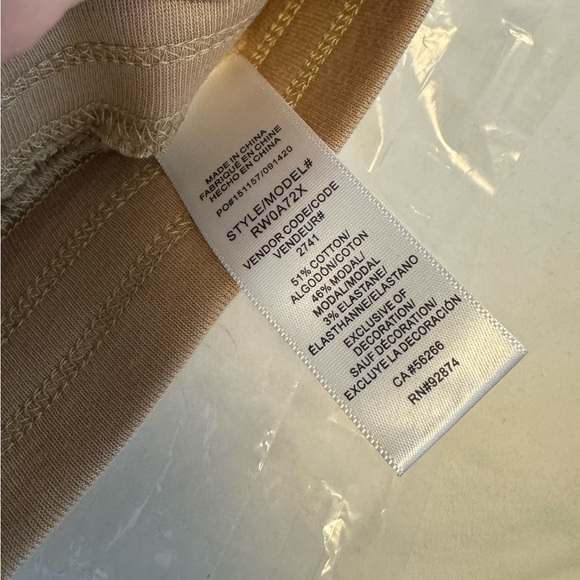 MADE IN CHINA
FABRIQUÉ EN CHINE
HECHO EN CHINA
PO#151157/091420
STYLE/MODEL#
RW0A72X
VENDOR CODE/CODE
VENDEUR#
2741
51% COTTON/
ALGODÓN/COTON
46% MODAL/
MODAL/MODAL
3% ELASTANE/
ÉLASTHANNE/ELASTANO
EXCLUSIVE OF
DECORATION/
SAUF DÉCORATION/
EXCLUYE LA DECORACIÓN
CA#56266
RN#92874